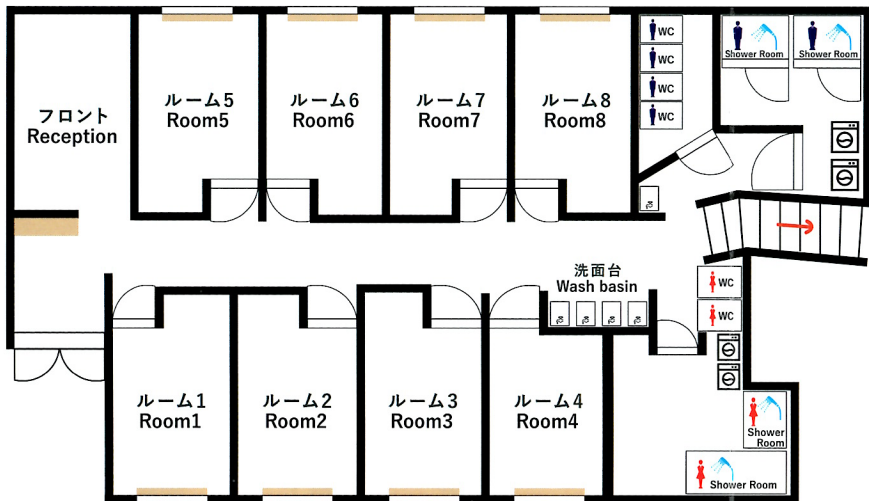 フロント
Reception
ルーム5
Room5
ルーム6
Room6
ルーム7
Room7
ルーム8
Room8
WC
WC
WC
WC
Shower Room
Shower Room
洗面台
Wash basin
WC
WC
ルーム1
Room1
ルーム2
Room2
ルーム3
Room3
ルーム4
Room4
Shower
Room
Shower Room